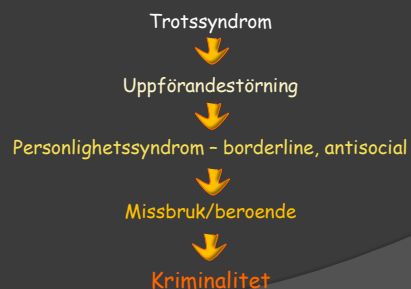 Trotssyndrom
Uppförandestörning
Personlighetssyndrom – borderline, antisocial
Missbruk/beroende
Kriminalitet